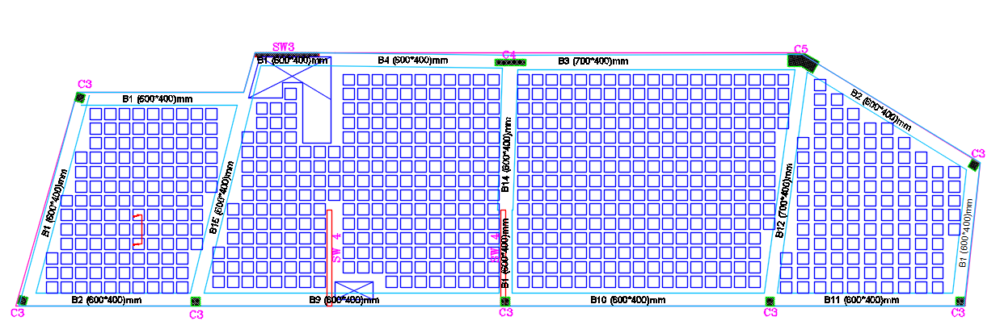 SW3
C4
C5
B1 (600*400)mm
B4 (600*400)mm
B3 (700*400)mm
C3
B1 (600*400)mm
B2 (600*400)mm
C3
B1 (600*400)mm
B15 (600*400)mm
B14 (600*400)mm
B12 (700*400)mm
B1 (600*400)mm
SW 4
SW 4
B1 (600*400)mm
B2 (600*400)mm
B9 (600*400)mm
B10 (600*400)mm
B11 (600*400)mm
C3
C3
C3
C3
C3